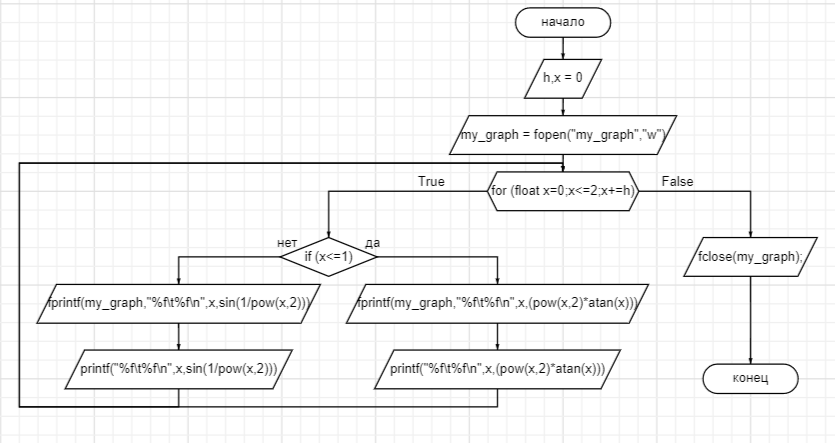 начало
h,x = 0
my_graph = fopen("my_graph","w")
for (float x=0;x<=2;x+=h)
True
False
if (x<=1)
нет
да
fclose(my_graph);
fprintf(my_graph,"%f\t%f\n",x,sin(1/pow(x,2)))
fprintf(my_graph,"%f\t%f\n",x,(pow(x,2)*atan(x)))
printf("%f\t%f\n",x,sin(1/pow(x,2)))
printf("%f\t%f\n",x,(pow(x,2)*atan(x)))
конец